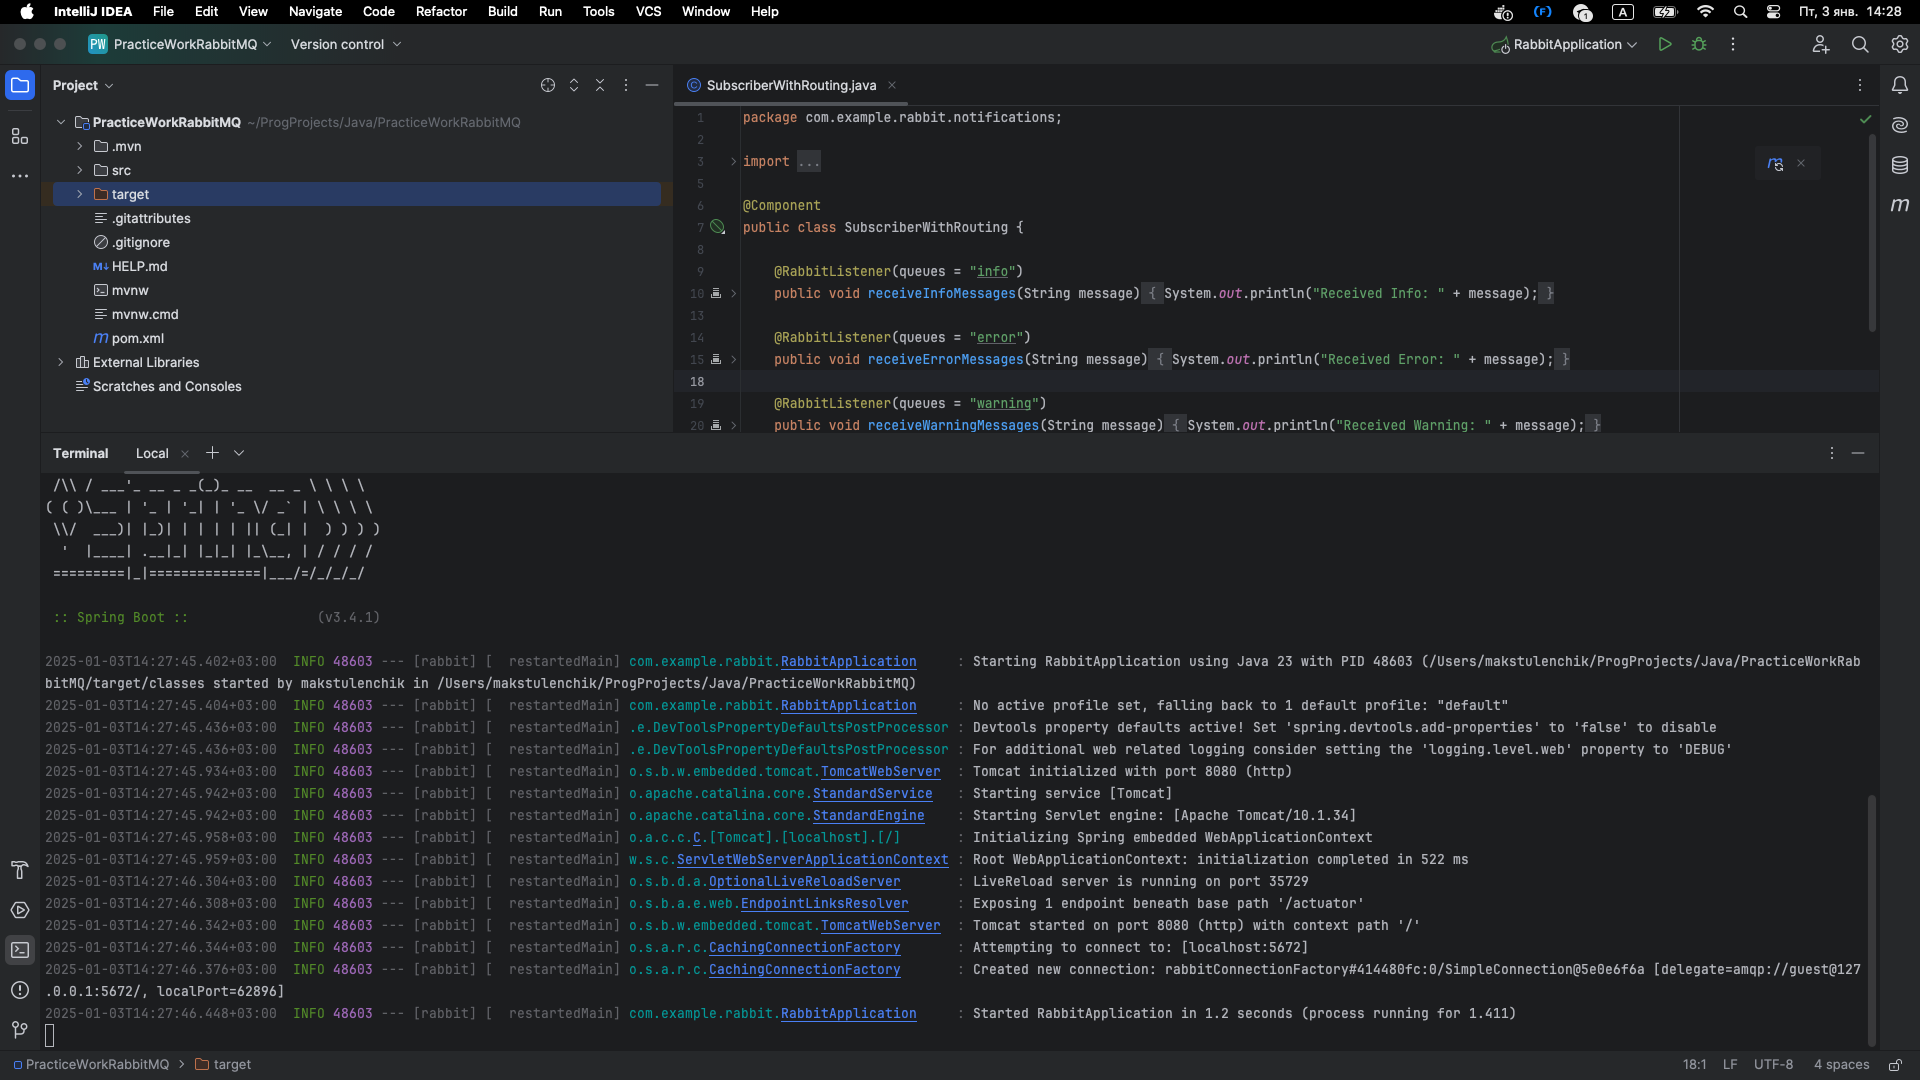 IntelliJ IDEA File Edit View Navigate Code Refactor Build Run Tools VCS Window Help A Пт, 3 янв. 14:28
PW PracticeWorkRabbitMQ Version control RabbitApplication
Project
SubscriberWithRouting.java
PracticeWorkRabbitMQ ~/ProgProjects/Java/PracticeWorkRabbitMQ
.mvn
src
target
.gitattributes
.gitignore
HELP.md
mvnw
mvnw.cmd
pom.xml
External Libraries
Scratches and Consoles
1 package com.example.rabbit.notifications;
2
3 import ...
5
6 @Component
7 public class SubscriberWithRouting {
8
9 @RabbitListener(queues = "info")
10 public void receiveInfoMessages(String message) { System.out.println("Received Info: " + message); }
13
14 @RabbitListener(queues = "error")
15 public void receiveErrorMessages(String message) { System.out.println("Received Error: " + message); }
18
19 @RabbitListener(queues = "warning")
20 public void receiveWarningMessages(String message) { System.out.println("Received Warning: " + message); }
Terminal Local
 /\\ / ___'_ __ _ _(_)_ __  __ _ \ \ \ \
( ( )\___ | '_ | '_| | '_ \/ _` | \ \ \ \
 \\/  ___)| |_)| | | | | || (_| |  ) ) ) )
  '  |____| .__|_| |_|_| |_\__, | / / / /
 =========|_|==============|___/=/_/_/_/
:: Spring Boot :: (v3.4.1)
2025-01-03T14:27:45.402+03:00 INFO 48603 --- [rabbit] [ restartedMain] com.example.rabbit.RabbitApplication : Starting RabbitApplication using Java 23 with PID 48603 (/Users/makstulenchik/ProgProjects/Java/PracticeWorkRab
bitMQ/target/classes started by makstulenchik in /Users/makstulenchik/ProgProjects/Java/PracticeWorkRabbitMQ)
2025-01-03T14:27:45.404+03:00 INFO 48603 --- [rabbit] [ restartedMain] com.example.rabbit.RabbitApplication : No active profile set, falling back to 1 default profile: "default"
2025-01-03T14:27:45.436+03:00 INFO 48603 --- [rabbit] [ restartedMain] .e.DevToolsPropertyDefaultsPostProcessor : Devtools property defaults active! Set 'spring.devtools.add-properties' to 'false' to disable
2025-01-03T14:27:45.436+03:00 INFO 48603 --- [rabbit] [ restartedMain] .e.DevToolsPropertyDefaultsPostProcessor : For additional web related logging consider setting the 'logging.level.web' property to 'DEBUG'
2025-01-03T14:27:45.934+03:00 INFO 48603 --- [rabbit] [ restartedMain] o.s.b.w.embedded.tomcat.TomcatWebServer : Tomcat initialized with port 8080 (http)
2025-01-03T14:27:45.942+03:00 INFO 48603 --- [rabbit] [ restartedMain] o.apache.catalina.core.StandardService : Starting service [Tomcat]
2025-01-03T14:27:45.942+03:00 INFO 48603 --- [rabbit] [ restartedMain] o.apache.catalina.core.StandardEngine : Starting Servlet engine: [Apache Tomcat/10.1.34]
2025-01-03T14:27:45.958+03:00 INFO 48603 --- [rabbit] [ restartedMain] o.a.c.c.C.[Tomcat].[localhost].[/] : Initializing Spring embedded WebApplicationContext
2025-01-03T14:27:45.959+03:00 INFO 48603 --- [rabbit] [ restartedMain] w.s.c.ServletWebServerApplicationContext : Root WebApplicationContext: initialization completed in 522 ms
2025-01-03T14:27:46.304+03:00 INFO 48603 --- [rabbit] [ restartedMain] o.s.b.d.a.OptionalLiveReloadServer : LiveReload server is running on port 35729
2025-01-03T14:27:46.308+03:00 INFO 48603 --- [rabbit] [ restartedMain] o.s.b.a.e.web.EndpointLinksResolver : Exposing 1 endpoint beneath base path '/actuator'
2025-01-03T14:27:46.328+03:00 INFO 48603 --- [rabbit] [ restartedMain] o.s.b.w.embedded.tomcat.TomcatWebServer : Tomcat started on port 8080 (http) with context path '/'
2025-01-03T14:27:46.344+03:00 INFO 48603 --- [rabbit] [ restartedMain] o.s.a.r.c.CachingConnectionFactory : Attempting to connect to: [localhost:5672]
2025-01-03T14:27:46.376+03:00 INFO 48603 --- [rabbit] [ restartedMain] o.s.a.r.c.CachingConnectionFactory : Created new connection: rabbitConnectionFactory#414480fc:0/SimpleConnection@5e0e6f6a [delegate=amqp://guest@127
.0.0.1:5672/, localPort=62896]
2025-01-03T14:27:46.448+03:00 INFO 48603 --- [rabbit] [ restartedMain] com.example.rabbit.RabbitApplication : Started RabbitApplication in 1.2 seconds (process running for 1.411)
PracticeWorkRabbitMQ target 18:1 LF UTF-8 4 spaces